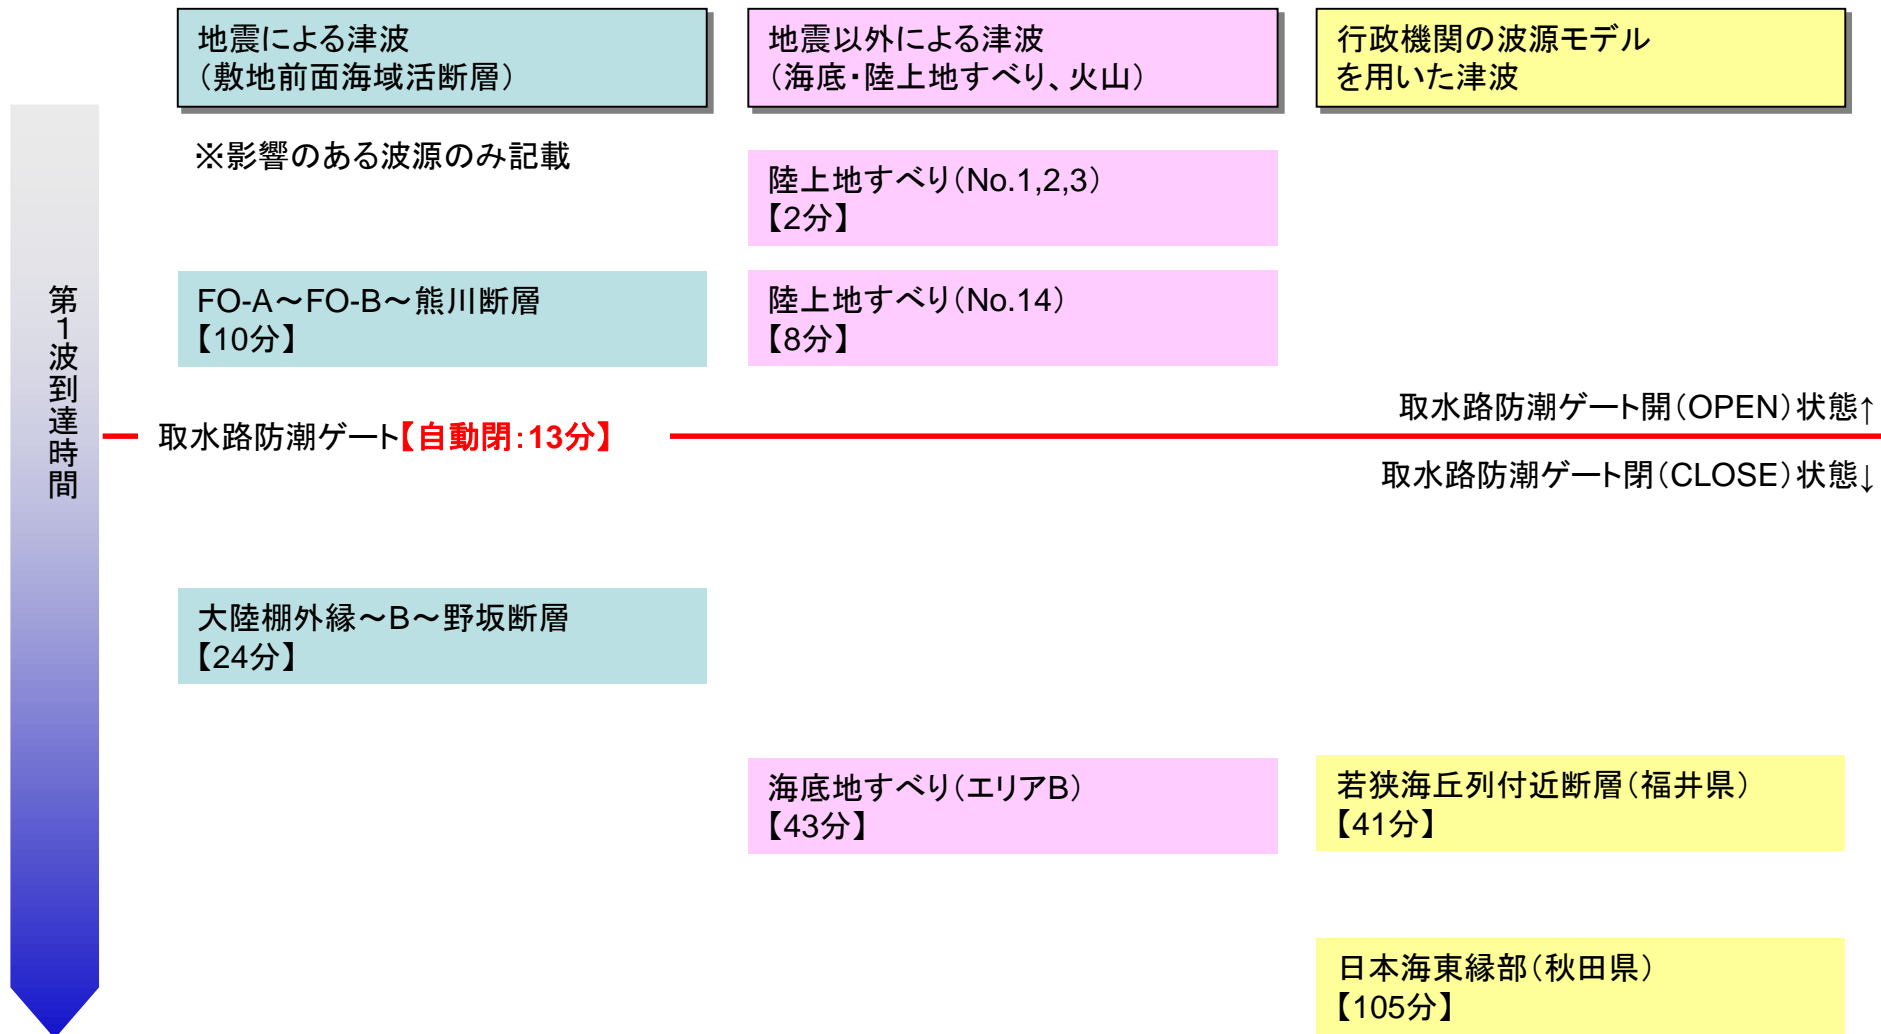 地震による津波
（敷地前面海域活断層）
地震以外による津波
（海底・陸上地すべり、火山）
行政機関の波源モデル
を用いた津波
※影響のある波源のみ記載
陸上地すべり（No.1,2,3）
【2分】
FO-A～FO-B～熊川断層
【10分】
陸上地すべり（No.14）
【8分】
第1波到達時間
取水路防潮ゲート開（OPEN）状態↑
取水路防潮ゲート【自動閉：13分】
取水路防潮ゲート閉（CLOSE）状態↓
大陸棚外縁～B～野坂断層
【24分】
海底地すべり（エリアB）
【43分】
若狭海丘列付近断層（福井県）
【41分】
日本海東縁部（秋田県）
【105分】